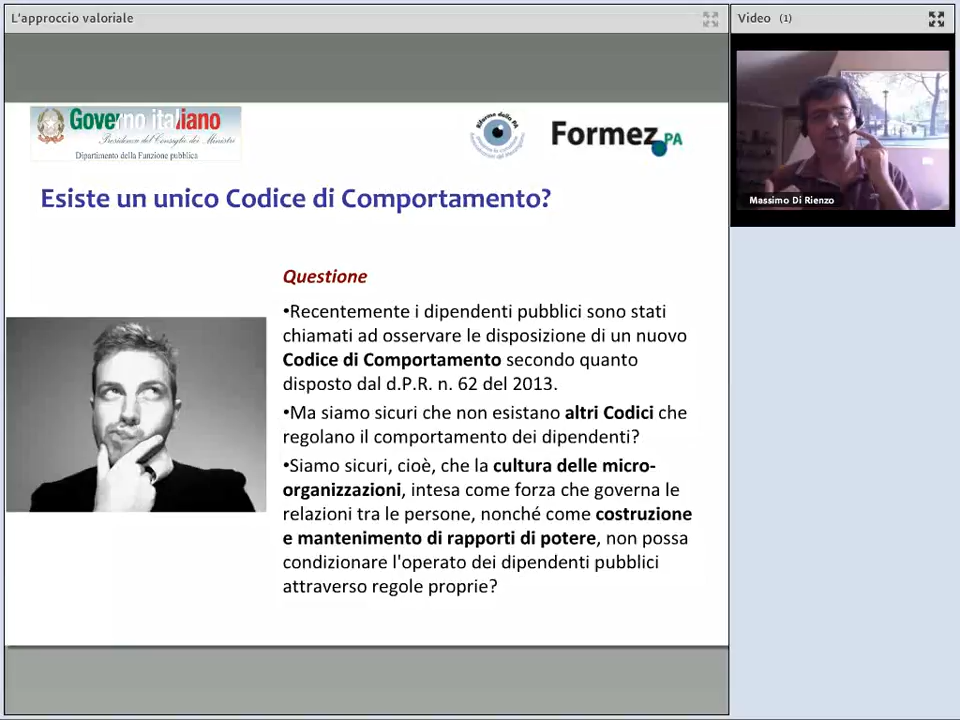 L'approccio valoriale
Video (1)
Governo italiano
Presidenza del Consiglio dei Ministri
Dipartimento della Funzione pubblica
Riforma della PA
Formez PA
Massimo Di Rienzo
Esiste un unico Codice di Comportamento?
Questione
•Recentemente i dipendenti pubblici sono stati
chiamati ad osservare le disposizione di un nuovo
Codice di Comportamento secondo quanto
disposto dal d.P.R. n. 62 del 2013.
•Ma siamo sicuri che non esistano altri Codici che
regolano il comportamento dei dipendenti?
•Siamo sicuri, cioè, che la cultura delle micro-
organizzazioni, intesa come forza che governa le
relazioni tra le persone, nonché come costruzione
e mantenimento di rapporti di potere, non possa
condizionare l'operato dei dipendenti pubblici
attraverso regole proprie?